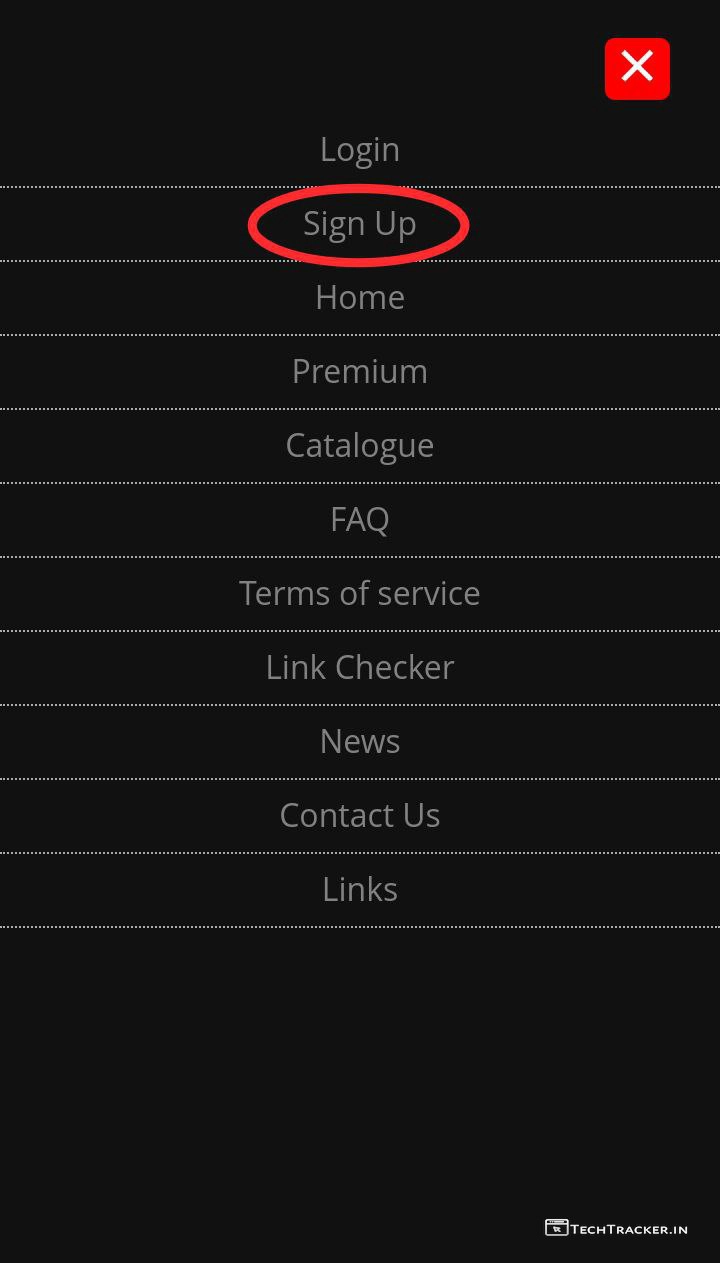 Login
Sign Up
Home
Premium
Catalogue
FAQ
Terms of service
Link Checker
News
Contact Us
Links
TECHTRACKER.IN